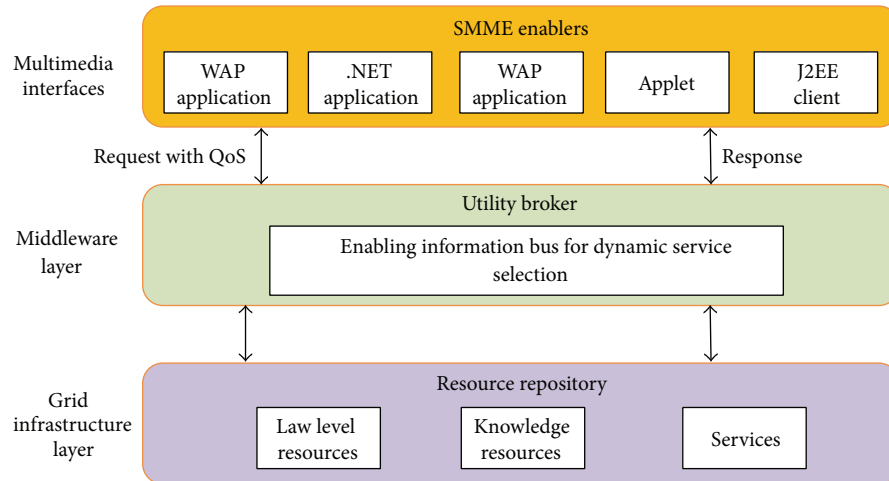 SMME enablers
Multimedia
interfaces
WAP
application
.NET
application
WAP
application
Applet
J2EE
client
Request with QoS
Response
Utility broker
Middleware
layer
Enabling information bus for dynamic service
selection
Resource repository
Grid
infrastructure
layer
Law level
resources
Knowledge
resources
Services